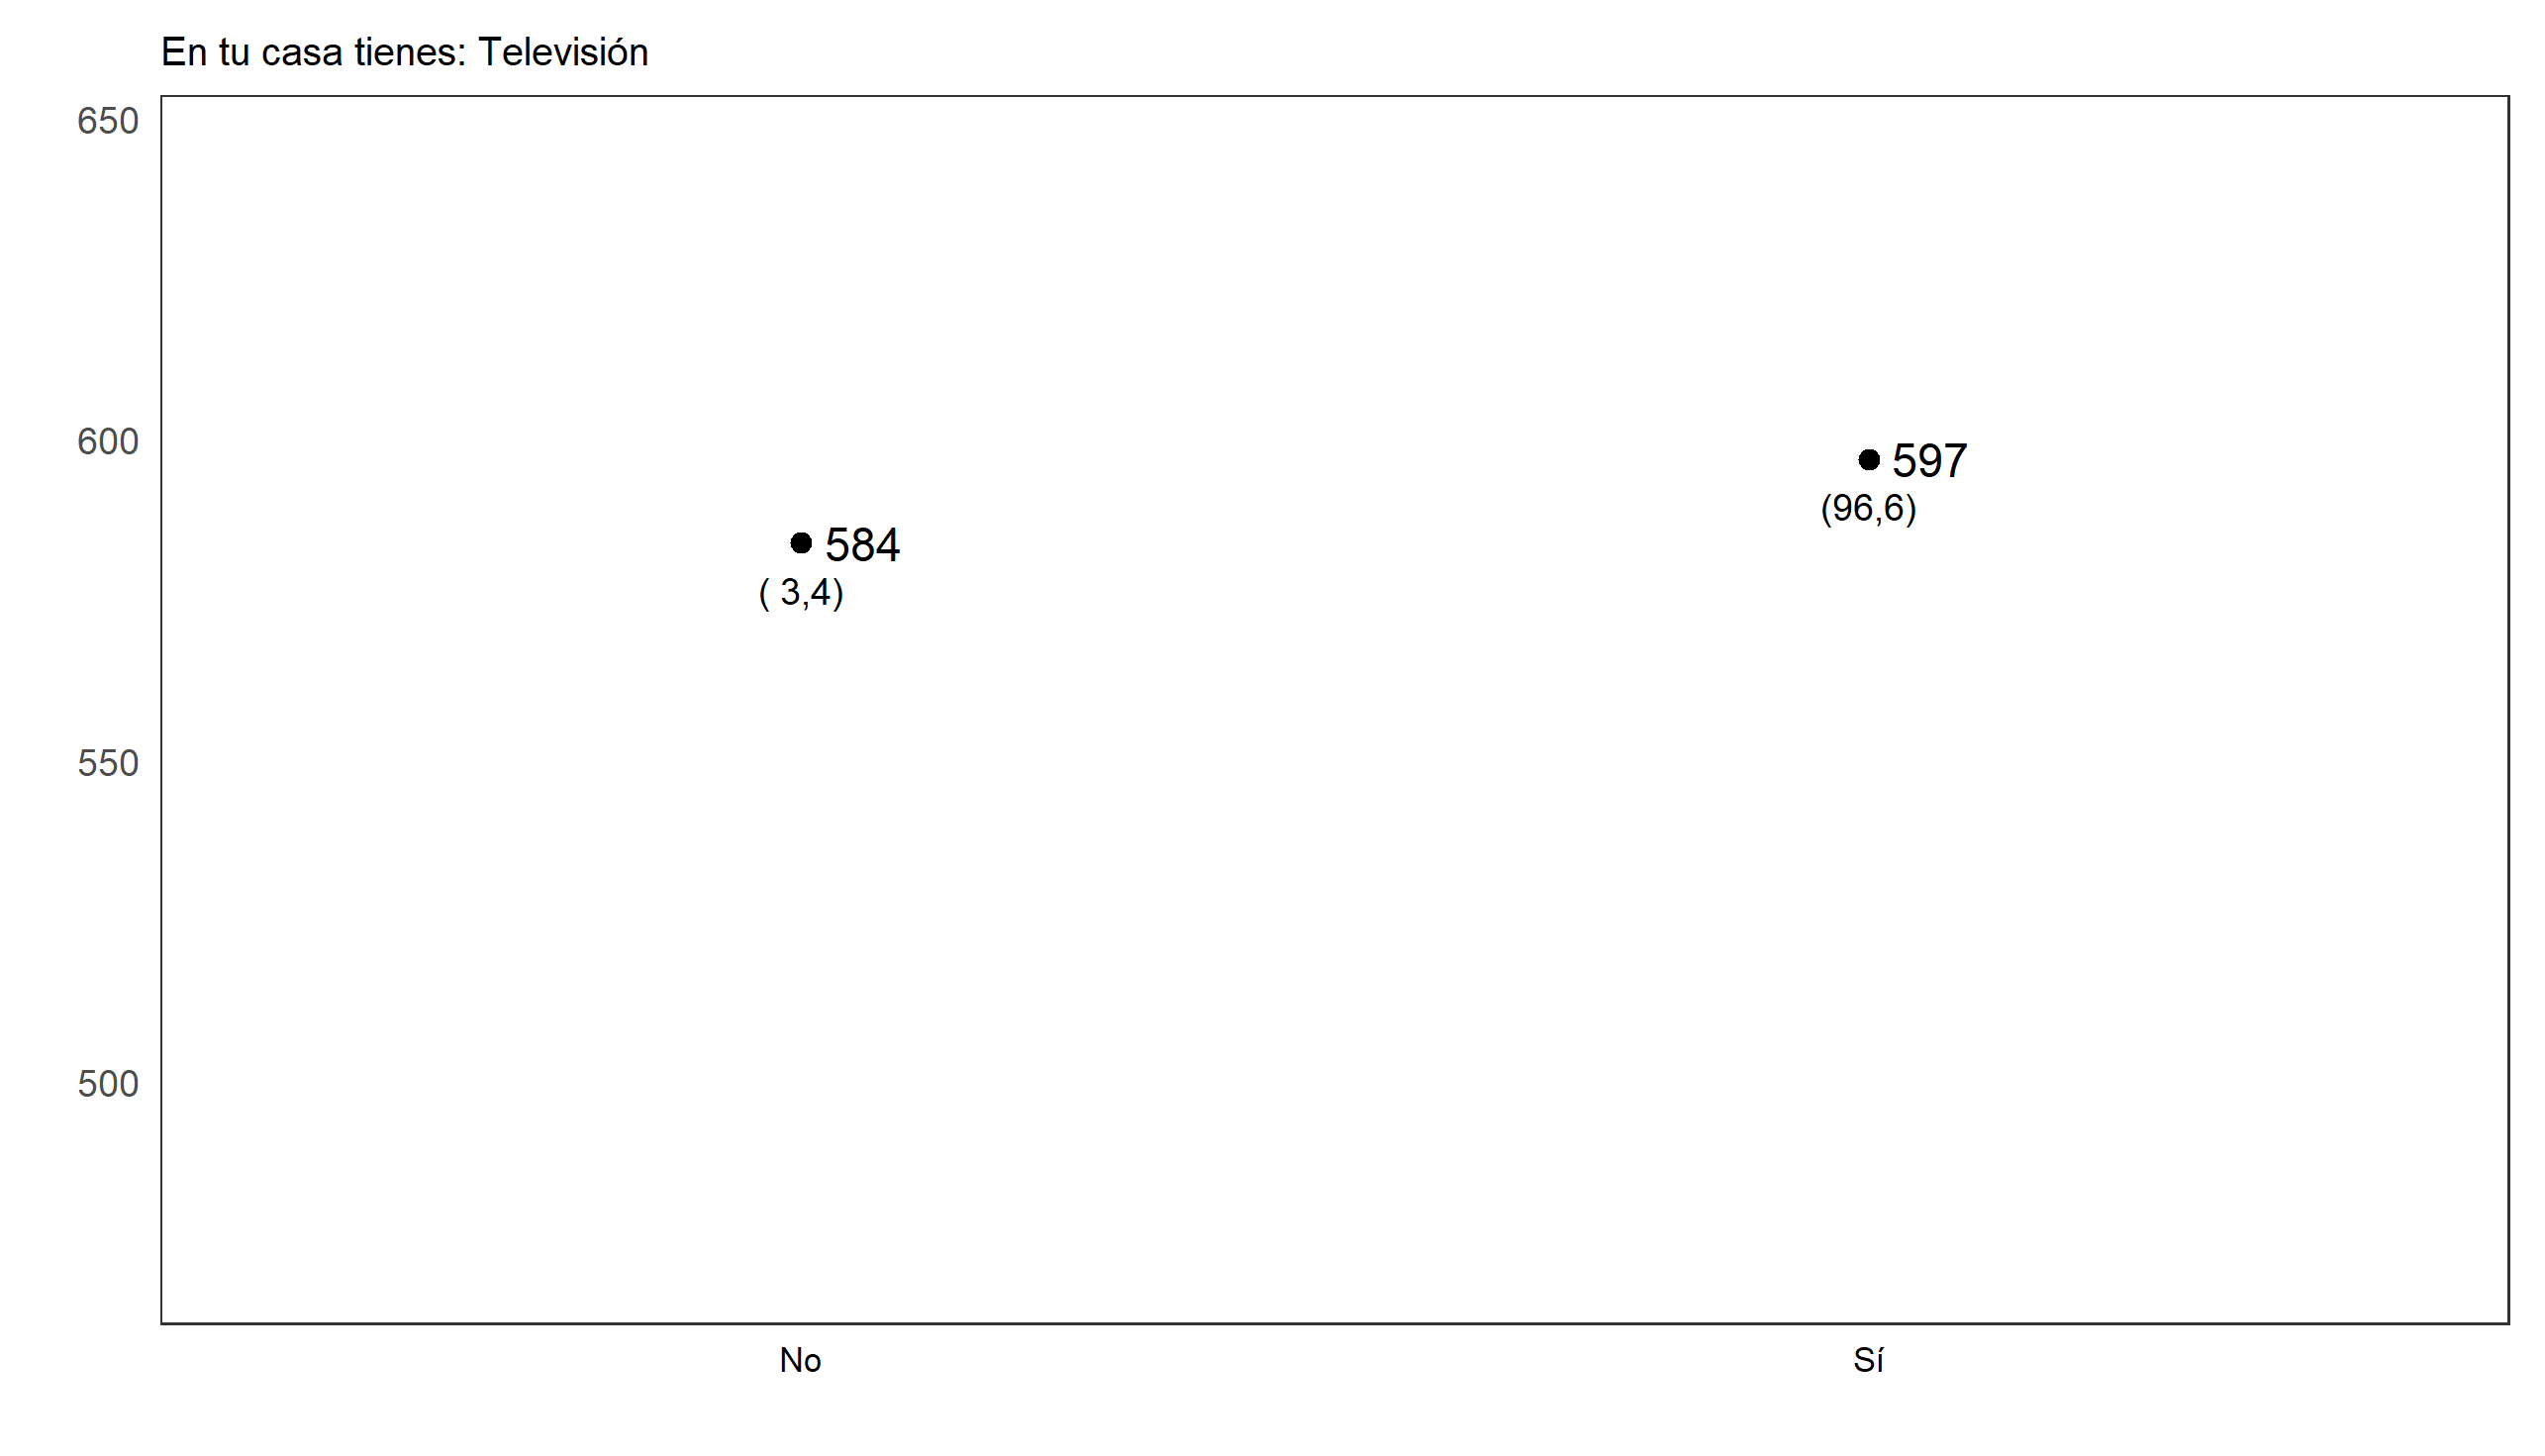 En tu casa tienes: Televisión
650
600
597
(96,6)
584
( 3,4)
550
500
No
Sí